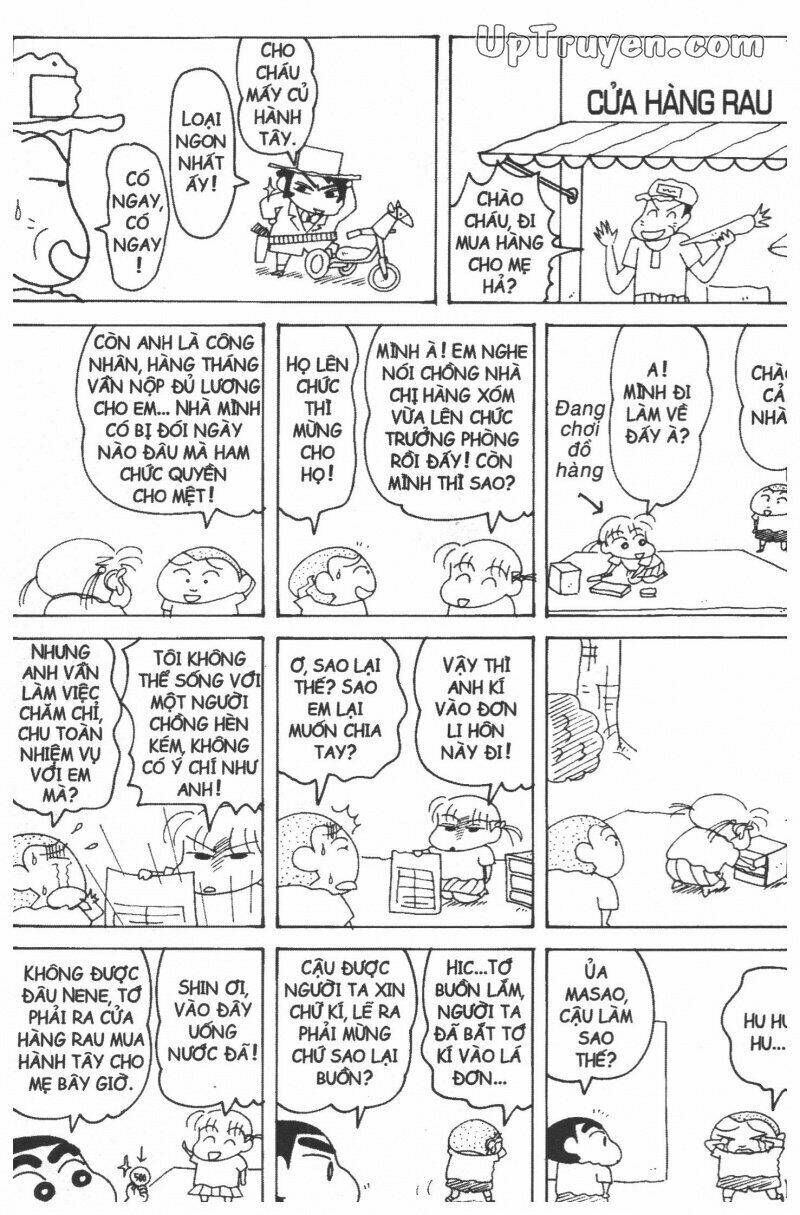 UpTruyen.com
CỬA HÀNG RAU
CHÀO
CHÁU, ĐI
MUA HÀNG
CHO MẸ
HẢ?
CHO
CHÁU
MẤY CỦ
HÀNH
TÂY.
LOẠI
NGON
NHẤT
ẤY!
CÓ
NGAY,
CÓ
NGAY
!
CHÀO
CẢ
NHÀ
A!
MÌNH ĐI
LÀM VỀ
ĐẤY À?
Đang
chơi
đồ
hàng
MÌNH À! EM NGHE
NÓI CHỒNG NHÀ
CHỊ HÀNG XÓM
VỪA LÊN CHỨC
TRƯỞNG PHÒNG
RỒI ĐẤY! CÒN
MÌNH THÌ SAO?
HỌ LÊN
CHỨC
THÌ
MỪNG
CHO
HỌ!
CÒN ANH LÀ CÔNG
NHÂN, HÀNG THÁNG
VẪN NỘP ĐỦ LƯƠNG
CHO EM... NHÀ MÌNH
CÓ BỊ ĐÓI NGÀY
NÀO ĐÂU MÀ HAM
CHỨC QUYỀN
CHO MỆT!
VẬY THÌ
ANH KÍ
VÀO ĐƠN
LI HÔN
NÀY ĐI!
Ơ, SAO LẠI
THẾ? SAO
EM LẠI
MUỐN CHIA
TAY?
TÔI KHÔNG
THỂ SỐNG VỚI
MỘT NGƯỜI
CHỒNG HÈN
KÉM, KHÔNG
CÓ Ý CHÍ NHƯ
ANH!
NHƯNG
ANH VẪN
LÀM VIỆC
CHĂM CHỈ,
CHU TOÀN
NHIỆM VỤ
VỚI EM
MÀ?
HU HU
HU...
ỦA
MASAO,
CẬU LÀM
SAO
THẾ?
HIC...TỚ
BUỒN LẮM,
NGƯỜI TA
ĐÃ BẮT TỚ
KÍ VÀO LÁ
ĐƠN...
CẬU ĐƯỢC
NGƯỜI TA XIN
CHỮ KÍ, LẼ RA
PHẢI MỪNG
CHỨ SAO LẠI
BUỒN?
SHIN ƠI,
VÀO ĐÂY
UỐNG
NƯỚC ĐÃ!
KHÔNG ĐƯỢC
ĐÂU NENE, TỚ
PHẢI RA CỬA
HÀNG RAU MUA
HÀNH TÂY CHO
MẸ BÂY GIỜ.
500